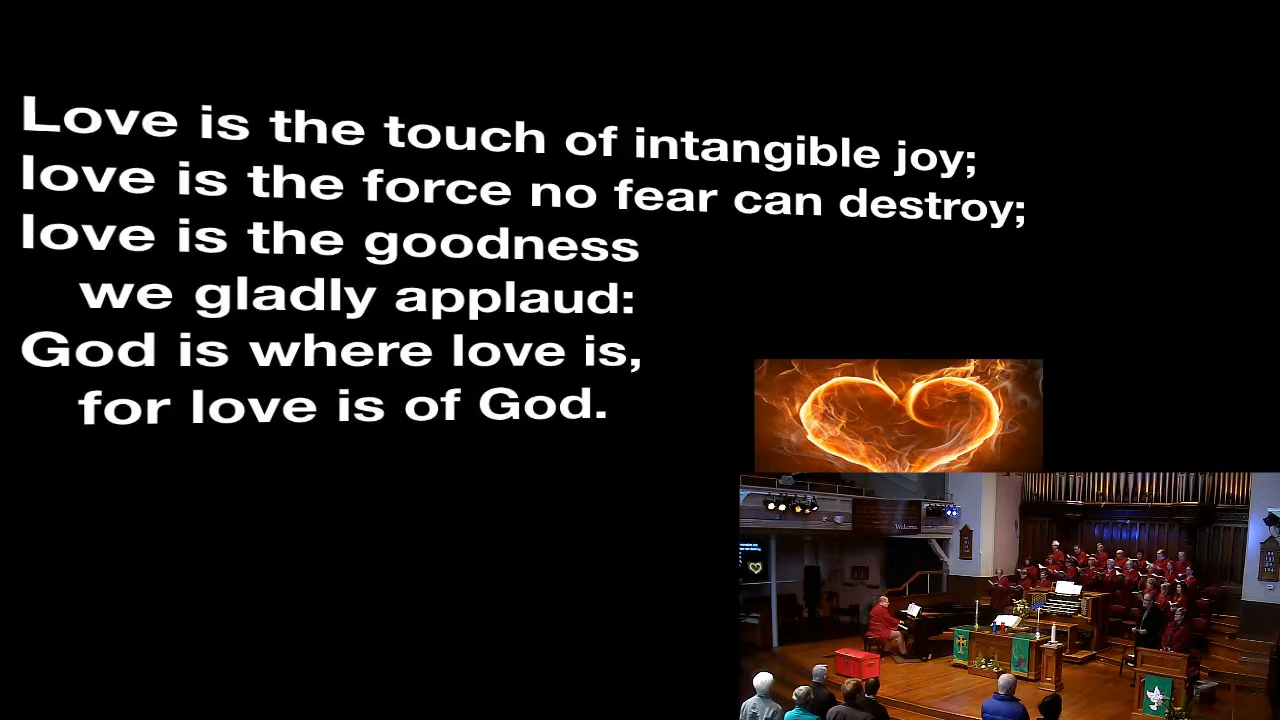 Love is the touch of intangible joy;
love is the force no fear can destroy;
love is the goodness
we gladly applaud:
God is where love is,
for love is of God.
Welcome